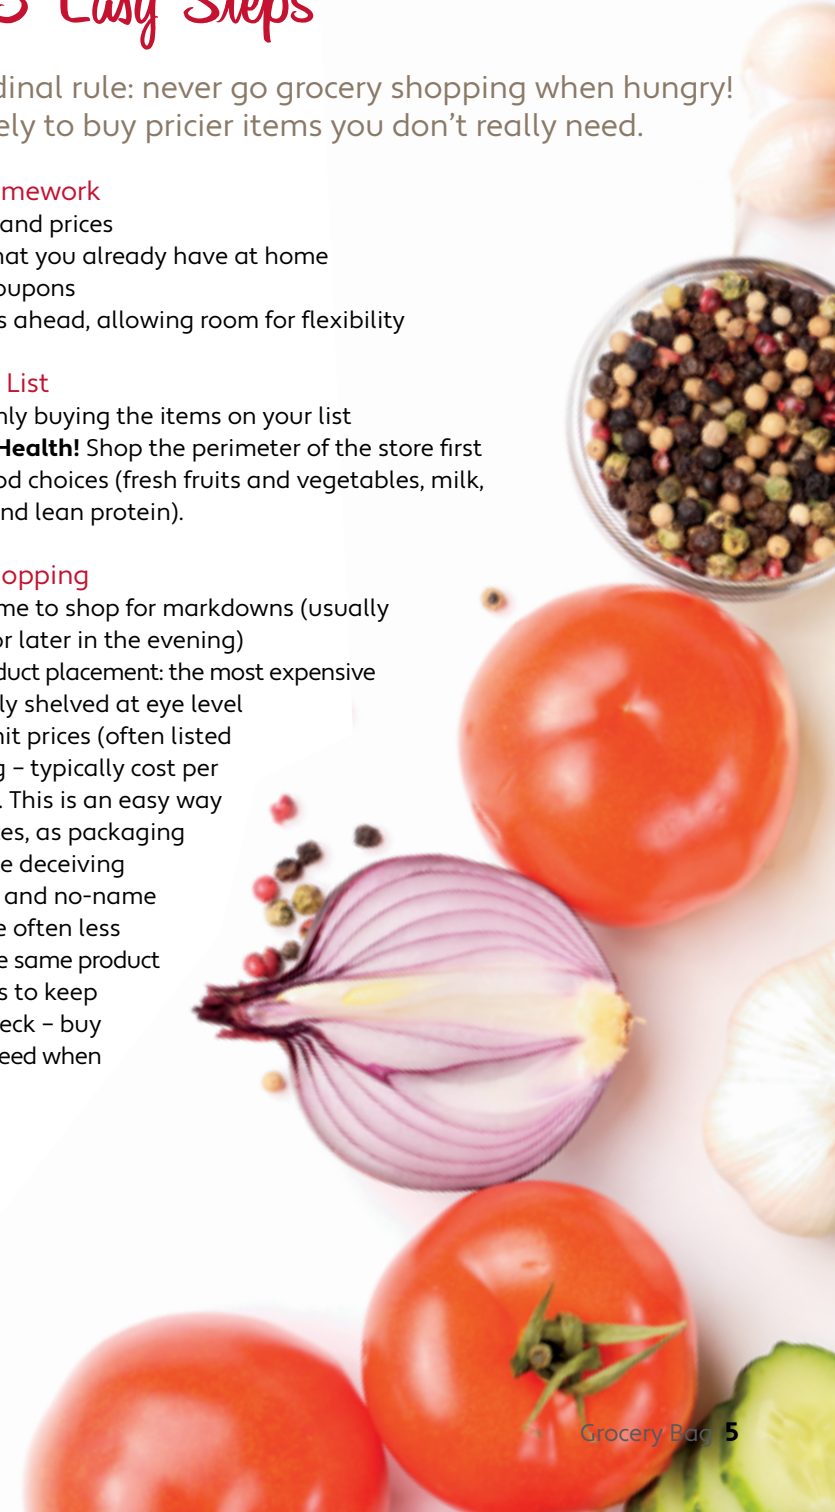 3 Easy Steps
dinal rule: never go grocery shopping when hungry!
ely to buy pricier items you don't really need.
mework
and prices
hat you already have at home
oupons
s ahead, allowing room for flexibility
List
nly buying the items on your list
Health! Shop the perimeter of the store first
od choices (fresh fruits and vegetables, milk,
nd lean protein).
opping
me to shop for markdowns (usually
or later in the evening)
duct placement: the most expensive
ly shelved at eye level
nit prices (often listed
g – typically cost per
. This is an easy way
es, as packaging
e deceiving
and no-name
e often less
e same product
s to keep
eck – buy
eed when
Grocery Bag 5